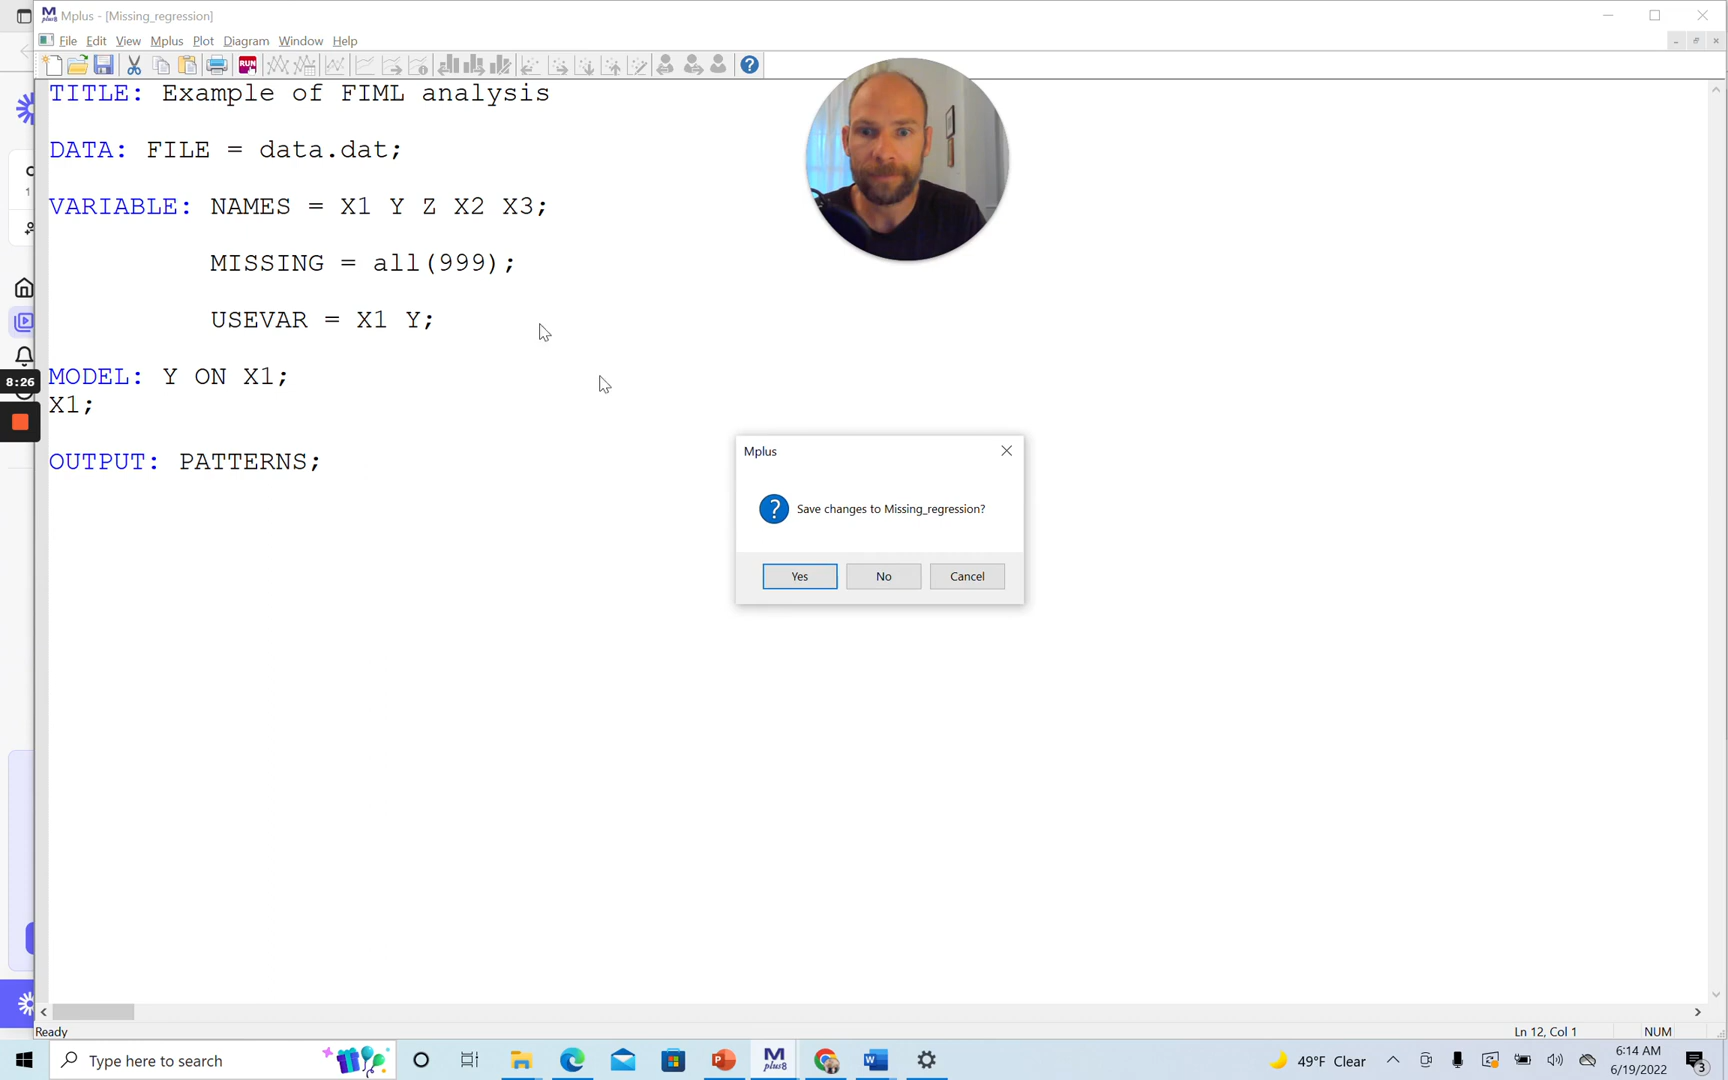 Mplus - [Missing_regression]
File Edit View Mplus Plot Diagram Window Help
RUN
TITLE: Example of FIML analysis
DATA: FILE = data.dat;
VARIABLE: NAMES = X1 Y Z X2 X3;
MISSING = all(999);
USEVAR = X1 Y;
MODEL: Y ON X1;
X1;
OUTPUT: PATTERNS;
8:26
Mplus
Save changes to Missing_regression?
Yes No Cancel
Ready
Ln 12, Col 1 NUM
Type here to search
49°F Clear
6:14 AM
6/19/2022
3